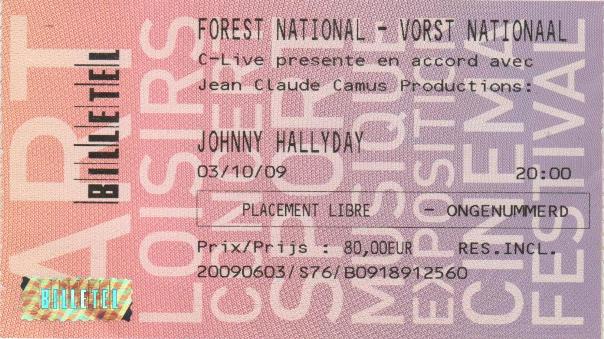 FOREST NATIONAL - VORST NATIONAAL
C-Live presente en accord avec
Jean Claude Camus Productions:
JOHNNY HALLYDAY
03/10/09 20:00
PLACEMENT LIBRE - ONGENUMMERD
Prix/Prijs : 80,00EUR RES.INCL.
20090603/S76/B0918912560
BILLETEL
BILLETEL
ART
LOISIRS
CONCERT
SPORT
MUSIQUE
EXPOSITION
CINEMA
FESTIVAL